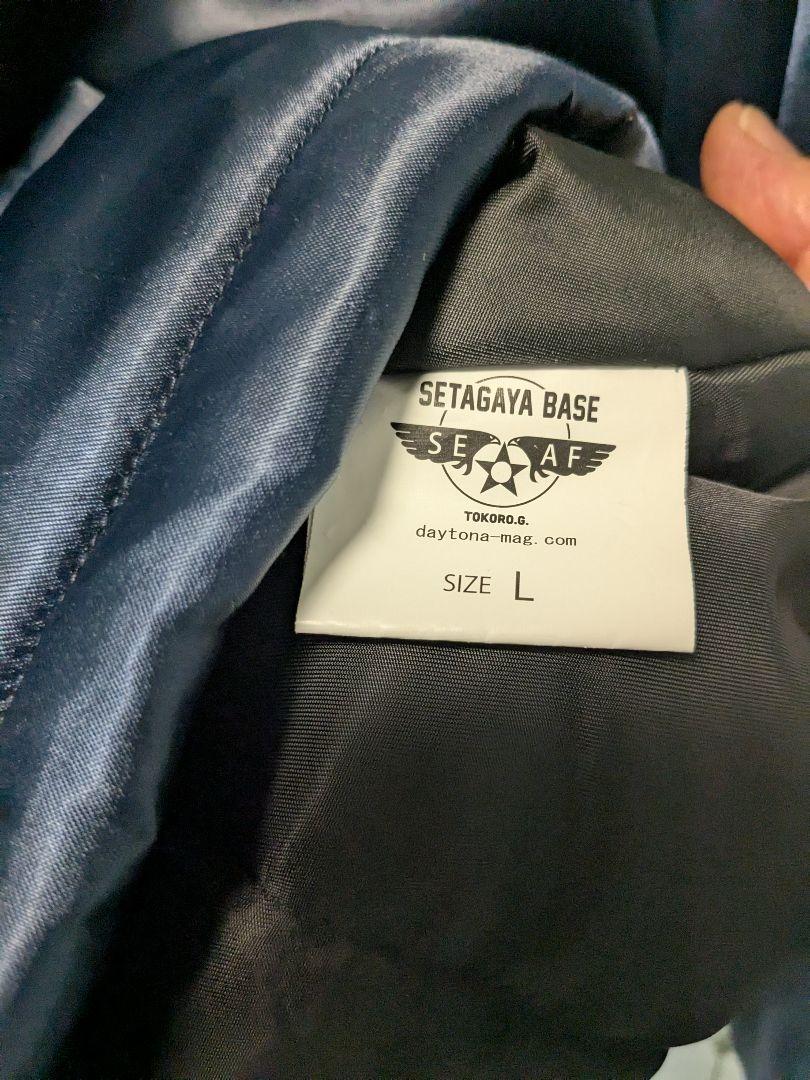 SETAGAYA BASE
SE AF
TOKORO.G.
daytona-mag.com
SIZE L